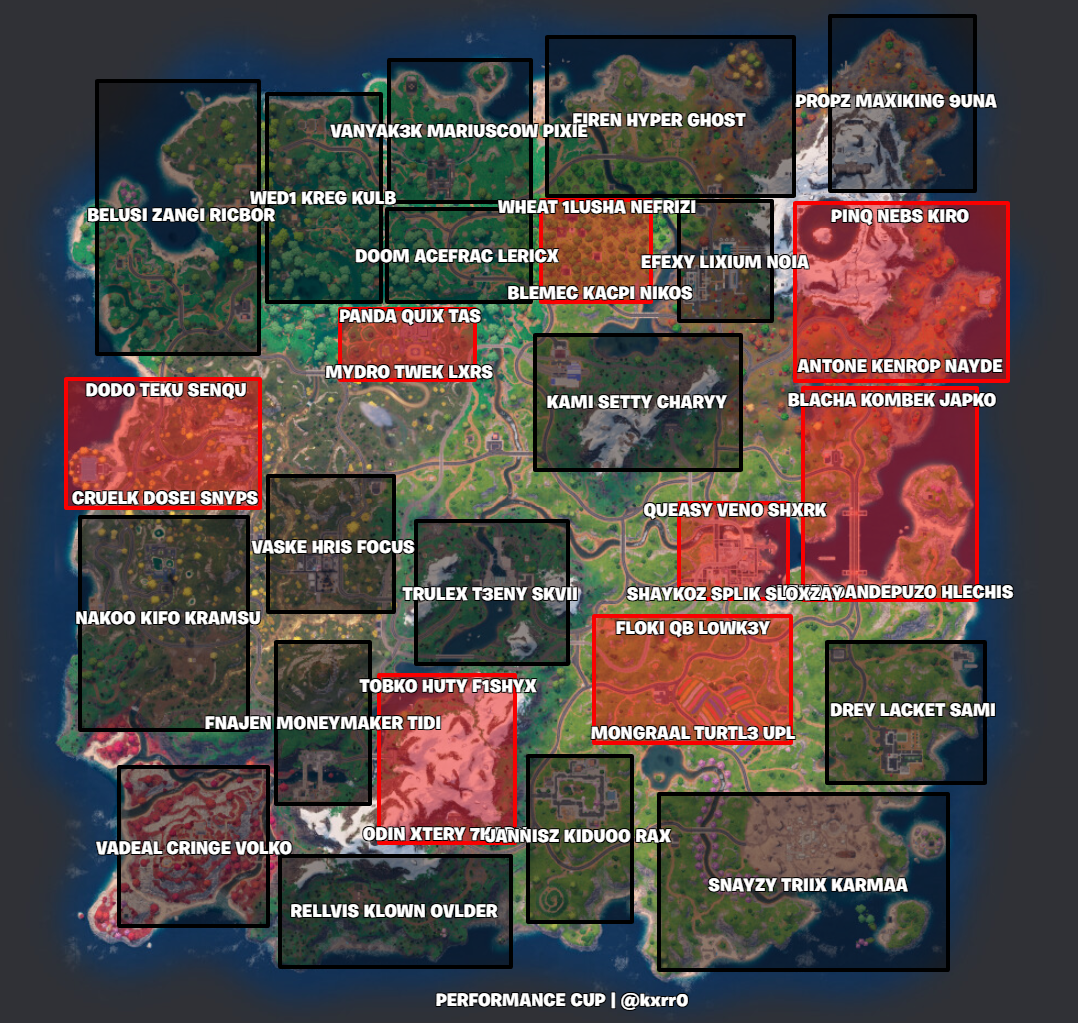 PROPZ MAXIKING 9UNA
FIREN HYPER GHOST
VANYAK3K MARIUSCOW PIXIE
WED1 KREG KULB
WHEAT 1LUSHA NEFRIZI
BELUSI ZANGI RICBOR
PINQ NEBS KIRO
DOOM ACEFRAC LERICX
EFEXY LIXIUM NOIA
BLEMEC KACPI NIKOS
PANDA QUIX TAS
ANTONE KENROP NAYDE
MYDRO TWEK LXRS
DODO TEKU SENQU
BLACHA KOMBEK JAPKO
KAMI SETTY CHARYY
CRUELK DOSEI SNYPS
QUEASY VENO SHXRK
VASKE HRIS FOCUS
TRULEX T3ENY SKVII
SHAYKOZ SPLIK SLOXZAY
ANDEPUZO HLECHIS
NAKOO KIFO KRAMSU
FLOKI QB LOWK3Y
TOBKO HUTY F1SHYX
DREY LACKET SAMI
FNAJEN MONEYMAKER TIDI
MONGRAAL TURTL3 UPL
ODIN XTERY
KIDUOO RAX
VADEAL CRINGE VOLKO
SNAYZY TRIIX KARMAA
RELLVIS KLOWN OVLDER
PERFORMANCE CUP | @kxrr0